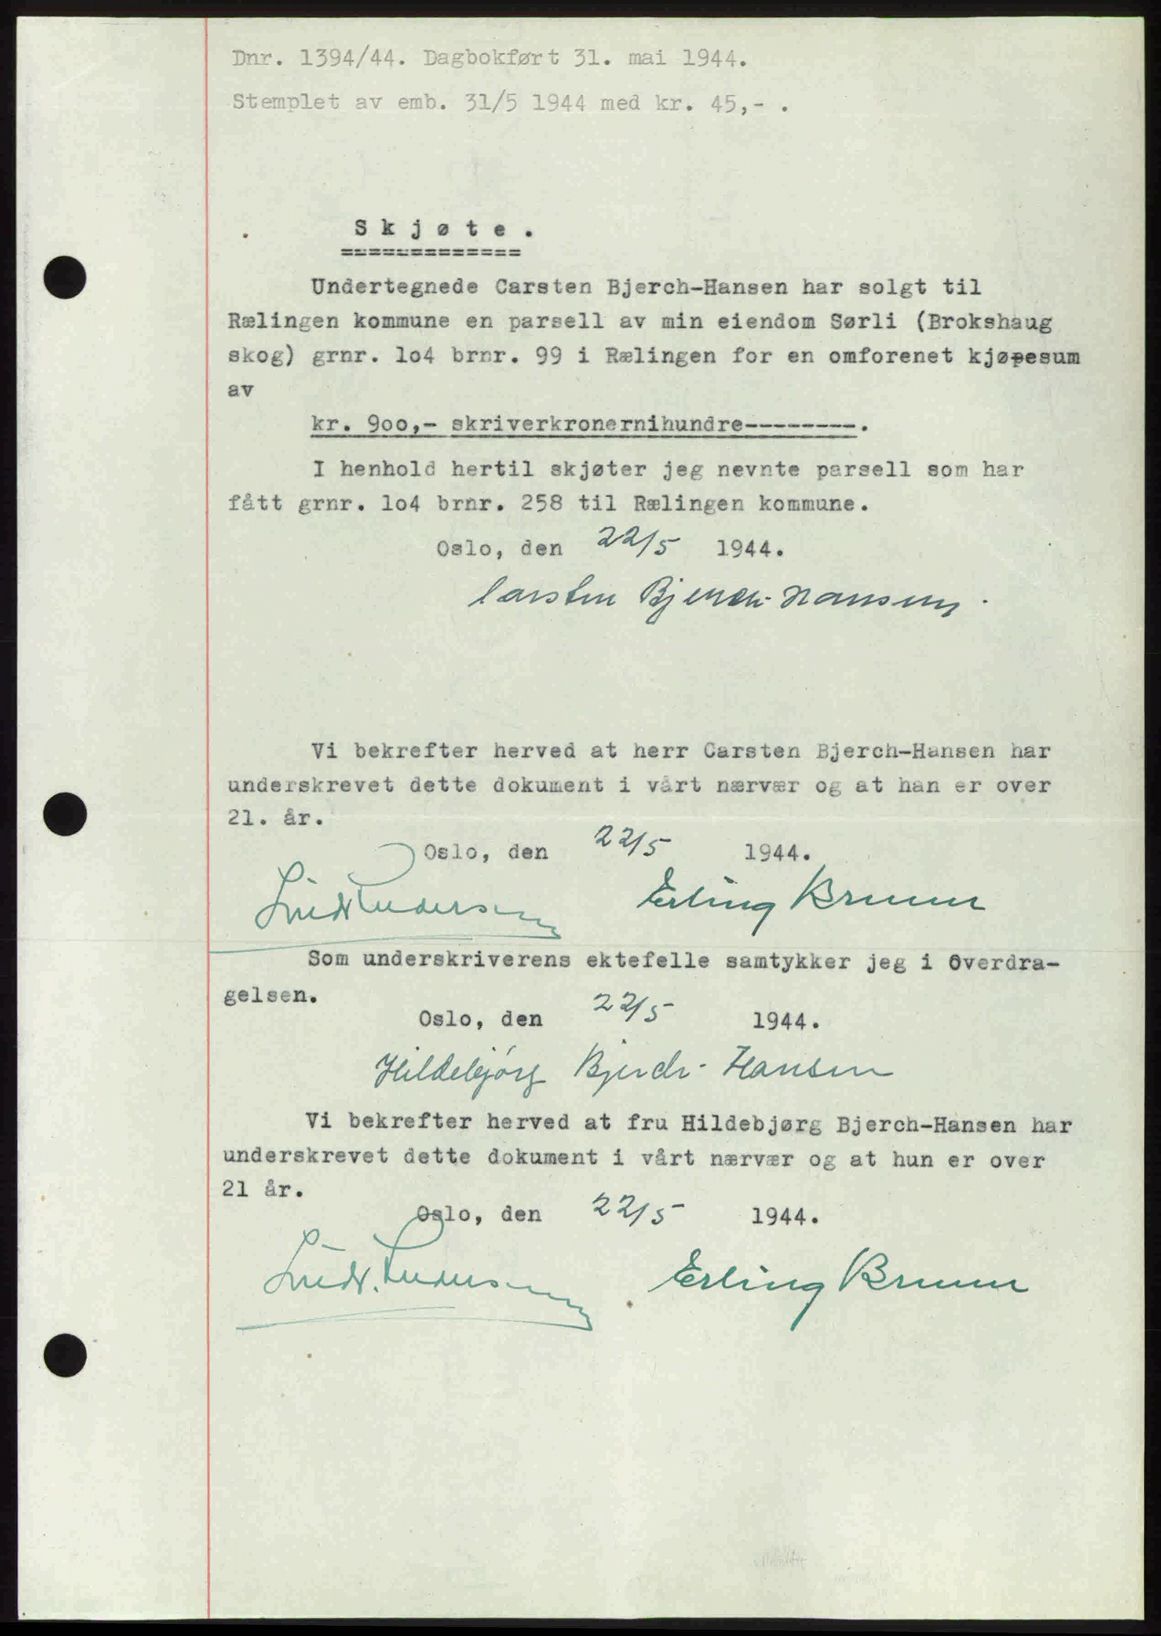 Dnr. 1394/44. Dagbokført 31. mai 1944.
Stemplet av emb. 31/5 1944 med kr. 45,- .
S k j ø t e .
=============
Undertegnede Carsten Bjerch-Hansen har solgt til
Rælingen kommune en parsell av min eiendom Sørli (Brokshaug
skog) grnr. lo4 brnr. 99 i Rælingen for en omforenet kjøpesum
av
kr. 9oo,- skriverkronernihundre--------.
I henhold hertil skjøter jeg nevnte parsell som har
fått grnr. lo4 brnr. 258 til Rælingen kommune.
Oslo, den 22/5 1944.
Carsten Bjerch-Hansen.
Vi bekrefter herved at herr Carsten Bjerch-Hansen har
underskrevet dette dokument i vårt nærvær og at han er over
21. år.
Oslo, den 22/5 1944.
Erling Bruun
Som underskriverens ektefelle samtykker jeg i Overdra-
gelsen.
Oslo, den 22/5 1944.
Hildebjørg Bjerch-Hansen
Vi bekrefter herved at fru Hildebjørg Bjerch-Hansen har
underskrevet dette dokument i vårt nærvær og at hun er over
21 år.
Oslo, den 22/5 1944.
Erling Bruun